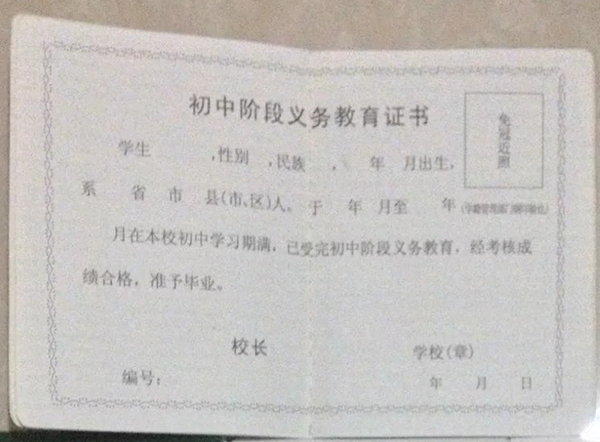 初中阶段义务教育证书
免冠近照
学生 ,性别 ,民族 , 年 月出生,
系 省 市 县(市、区)人。于 年 月至 年
月在本校初中学习期满，已受完初中阶段义务教育，经考核成
绩合格，准予毕业。
校长 学校(章)
编号： 年 月 日